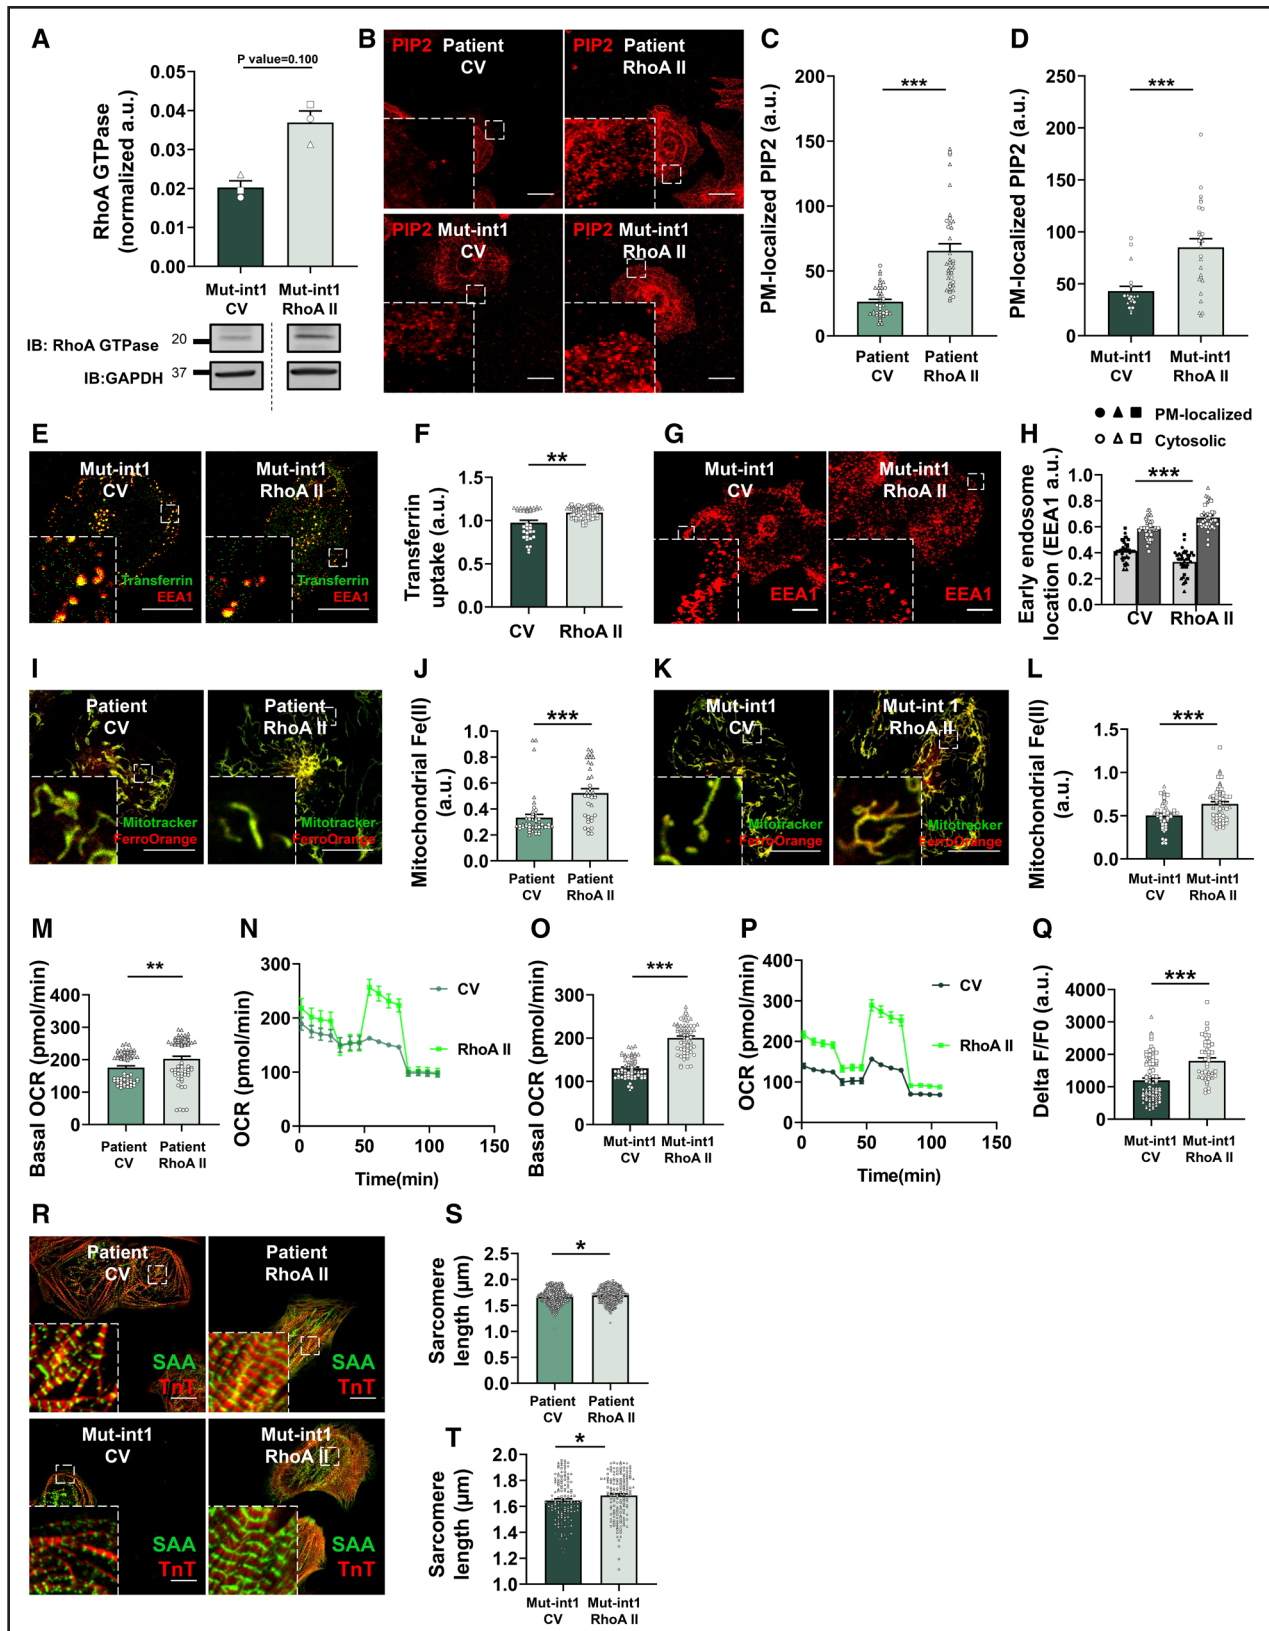 A
P value=0.100
RhoA GTPase
(normalized a.u.)
0.05
0.04
0.03
0.02
0.01
0.00
Mut-int1
CV
Mut-int1
RhoA II
IB: RhoA GTPase
20
IB:GAPDH
37
B
PIP2 Patient
CV
PIP2 Patient
RhoA II
PIP2 Mut-int1
CV
PIP2 Mut-int1
RhoA II
C
PM-localized PIP2 (a.u.)
200
150
100
50
0
***
Patient
CV
Patient
RhoA II
D
PM-localized PIP2 (a.u.)
250
200
150
100
50
0
***
Mut-int1
CV
Mut-int1
RhoA II
E
Mut-int1
CV
Transferrin
EEA1
Mut-int1
RhoA II
Transferrin
EEA1
F
Transferrin
uptake (a.u.)
1.5
1.0
0.5
0.0
**
CV
RhoA II
G
Mut-int1
CV
EEA1
Mut-int1
RhoA II
EEA1
PM-localized
Cytosolic
H
Early endosome
location (EEA1 a.u.)
1.0
0.8
0.6
0.4
0.2
0.0
***
CV
RhoA II
I
Patient
CV
Mitotracker
FerroOrange
Patient
RhoA II
Mitotracker
FerroOrange
J
Mitochondrial Fe(II)
(a.u.)
1.0
0.8
0.6
0.4
0.2
0.0
***
Patient
CV
Patient
RhoA II
K
Mut-int1
CV
Mitotracker
FerroOrange
Mut-int 1
RhoA II
Mitotracker
FerroOrange
L
Mitochondrial Fe(II)
(a.u.)
1.5
1.0
0.5
0.0
***
Mut-int1
CV
Mut-int1
RhoA II
M
Basal OCR (pmol/min)
400
300
200
100
0
**
Patient
CV
Patient
RhoA II
N
OCR (pmol/min)
300
200
100
0
0
50
100
150
Time(min)
CV
RhoA II
O
Basal OCR (pmol/min)
300
200
100
0
***
Mut-int1
CV
Mut-int1
RhoA II
P
OCR (pmol/min)
400
300
200
100
0
0
50
100
150
Time(min)
CV
RhoA II
Q
Delta F/F0 (a.u.)
4000
3000
2000
1000
0
***
Mut-int1
CV
Mut-int1
RhoA II
R
Patient
CV
SAA
TnT
Patient
RhoA II
SAA
TnT
Mut-int1
CV
SAA
TnT
Mut-int1
RhoA II
SAA
TnT
S
Sarcomere
length (µm)
2.5
2.0
1.5
1.0
0.5
0.0
*
Patient
CV
Patient
RhoA II
T
Sarcomere
length (µm)
2.0
1.8
1.6
1.4
1.2
1.0
*
Mut-int1
CV
Mut-int1
RhoA II